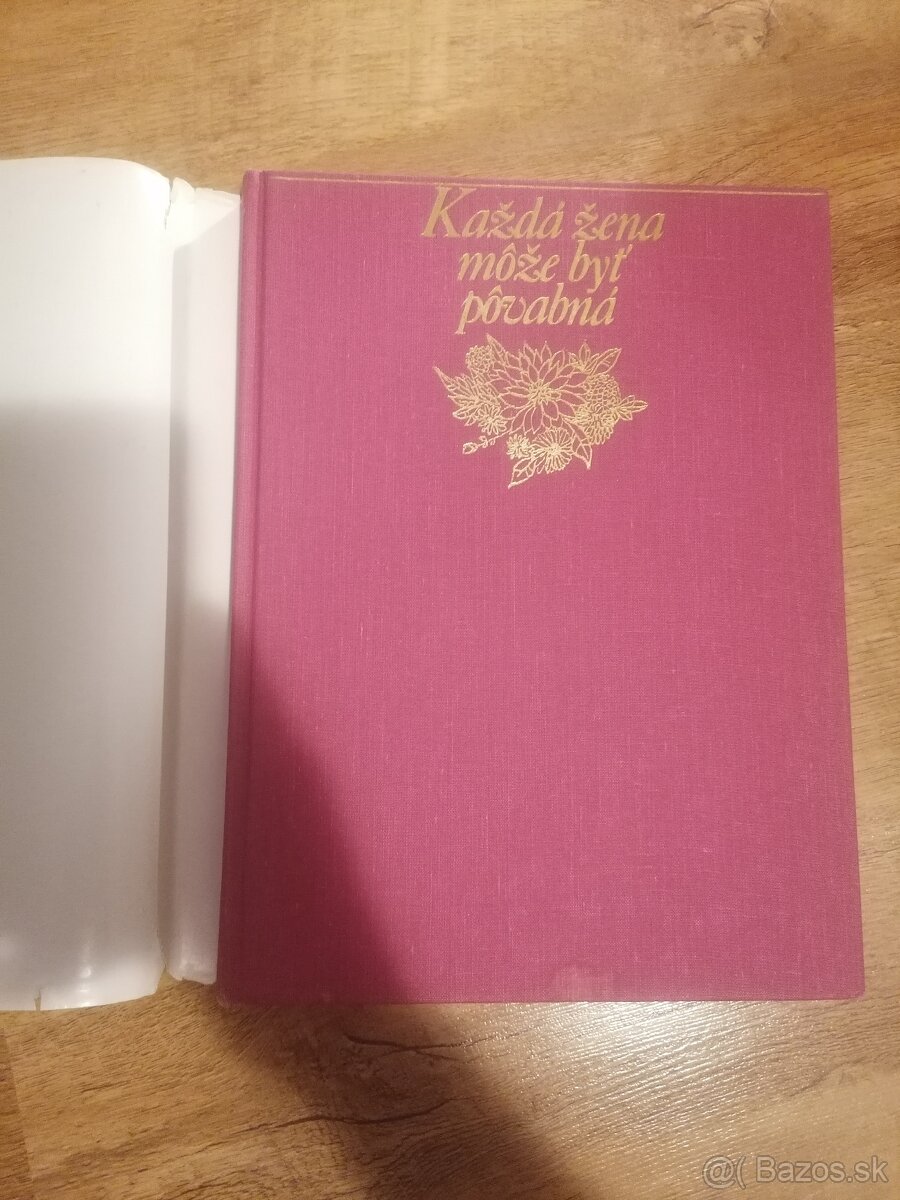 Každá žena
môže byť
pôvabná
@( Bazos.sk